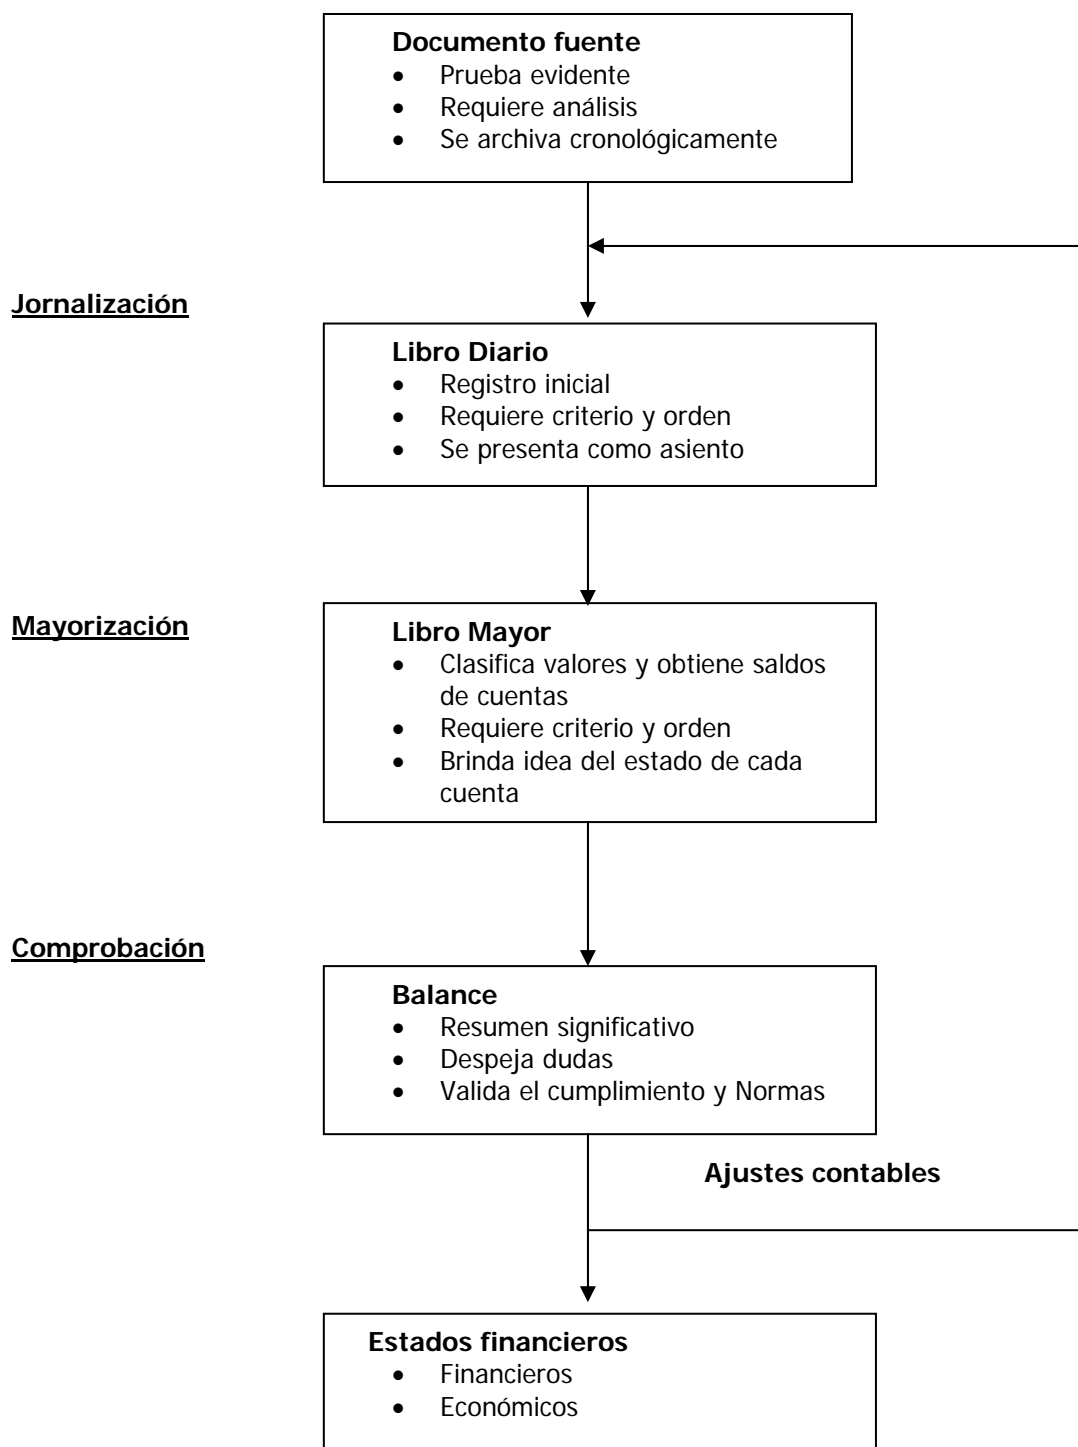 Documento fuente
• Prueba evidente
• Requiere análisis
• Se archiva cronológicamente
Jornalización
Libro Diario
• Registro inicial
• Requiere criterio y orden
• Se presenta como asiento
Mayorización
Libro Mayor
• Clasifica valores y obtiene saldos
de cuentas
• Requiere criterio y orden
• Brinda idea del estado de cada
cuenta
Comprobación
Balance
• Resumen significativo
• Despeja dudas
• Valida el cumplimiento y Normas
Ajustes contables
Estados financieros
• Financieros
• Económicos